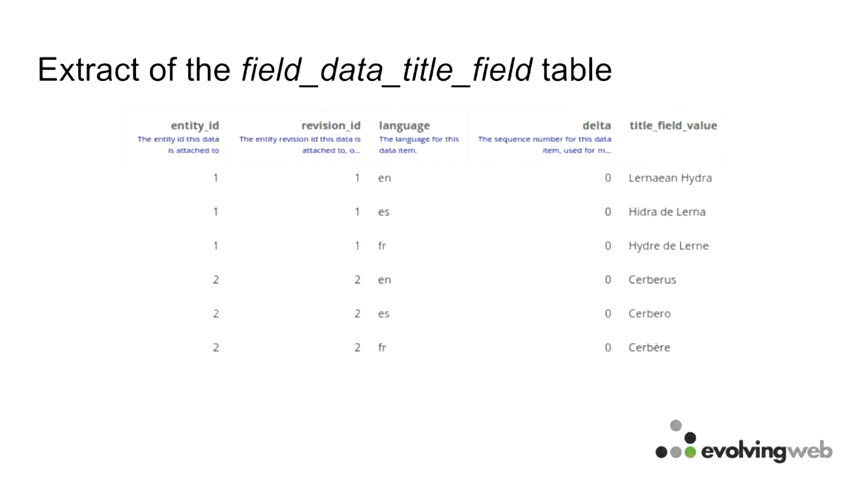 Extract of the field_data_title_field table
entity_id revision_id language delta title_field_value
The entity id this data The entity revision id this data is The language for this The sequence number for this data
is attached to attached to, o... data item. item, used for m...
1 1 en 0 Lernaean Hydra
1 1 es 0 Hidra de Lerna
1 1 fr 0 Hydre de Lerne
2 2 en 0 Cerberus
2 2 es 0 Cerbero
2 2 fr 0 Cerbère
evolvingweb